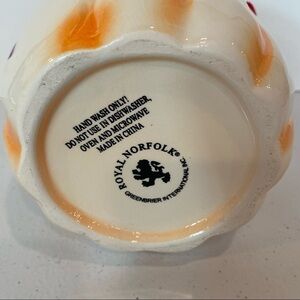 HAND WASH ONLY!
DO NOT USE IN DISHWASHER,
OVEN AND MICROWAVE
MADE IN CHINA
ROYAL NORFOLK®
GREENBRIER INTERNATIONAL, INC.